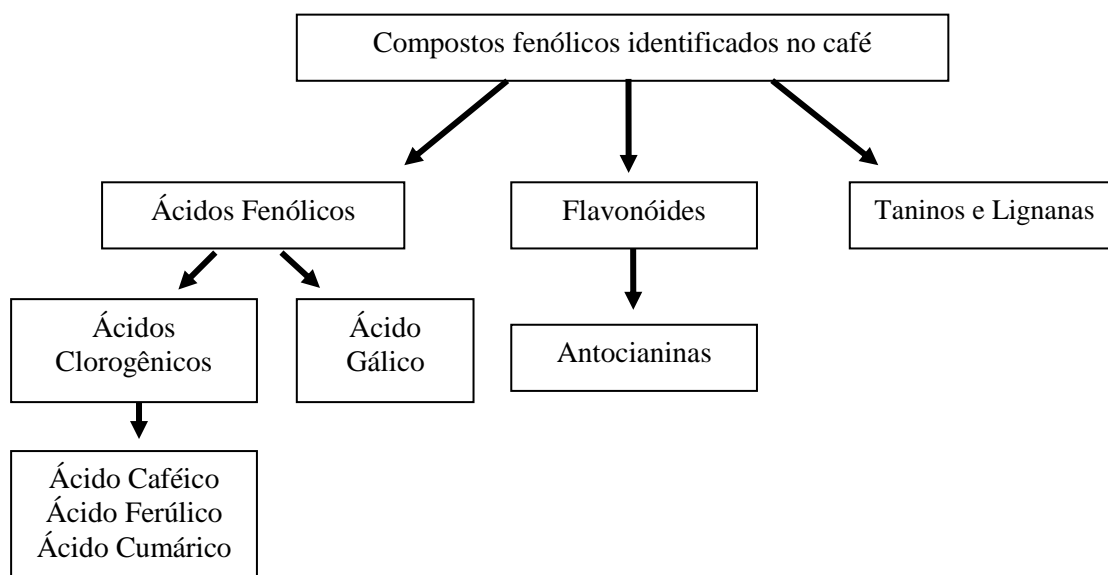 Compostos fenólicos identificados no café
Ácidos Fenólicos
Flavonóides
Taninos e Lignanas
Ácidos
Clorogênicos
Ácido
Gálico
Antocianinas
Ácido Caféico
Ácido Ferúlico
Ácido Cumárico